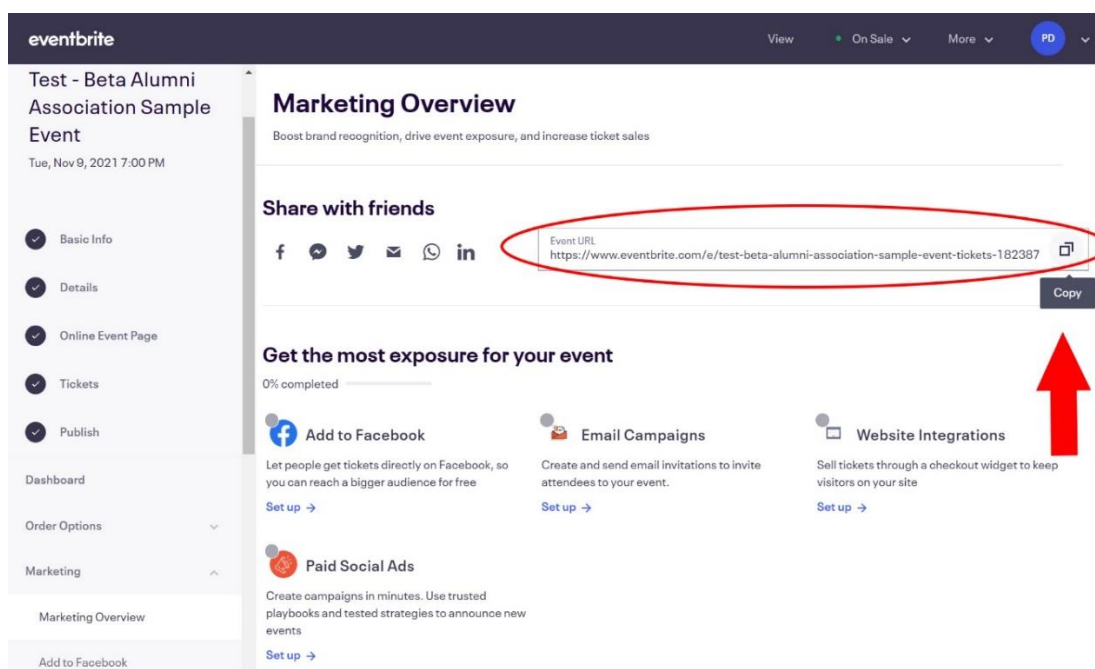 eventbrite
View
On Sale
More
PD
Test - Beta Alumni
Association Sample
Event
Tue, Nov 9, 2021 7:00 PM
Basic Info
Details
Online Event Page
Tickets
Publish
Dashboard
Order Options
Marketing
Marketing Overview
Add to Facebook
Marketing Overview
Boost brand recognition, drive event exposure, and increase ticket sales
Share with friends
Event URL
https://www.eventbrite.com/e/test-beta-alumni-association-sample-event-tickets-182387
Copy
Get the most exposure for your event
0% completed
Add to Facebook
Let people get tickets directly on Facebook, so
you can reach a bigger audience for free
Set up →
Email Campaigns
Create and send email invitations to invite
attendees to your event.
Set up →
Website Integrations
Sell tickets through a checkout widget to keep
visitors on your site
Set up →
Paid Social Ads
Create campaigns in minutes. Use trusted
playbooks and tested strategies to announce new
events
Set up →